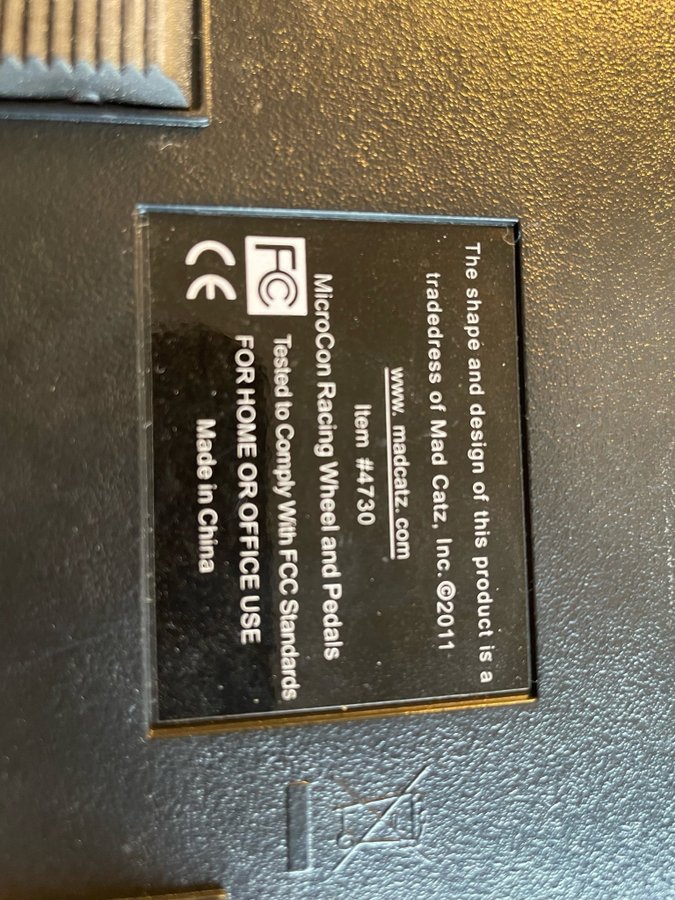 The shape and design of this product is a
tradedress of Mad Catz, Inc. ©2011
www. madcatz. com
Item #4730
MicroCon Racing Wheel and Pedals
FC Tested to Comply With FCC Standards
CE FOR HOME OR OFFICE USE
Made in China